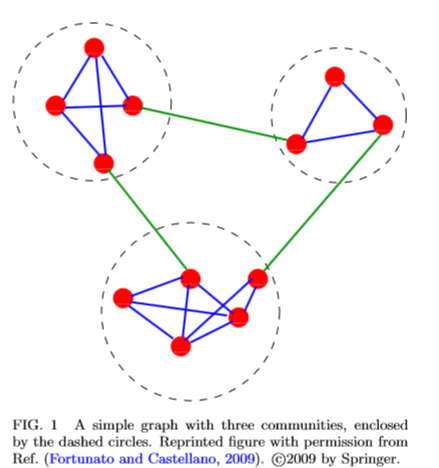 FIG. 1 A simple graph with three communities, enclosed
by the dashed circles. Reprinted figure with permission from
Ref. (Fortunato and Castellano, 2009). ©2009 by Springer.